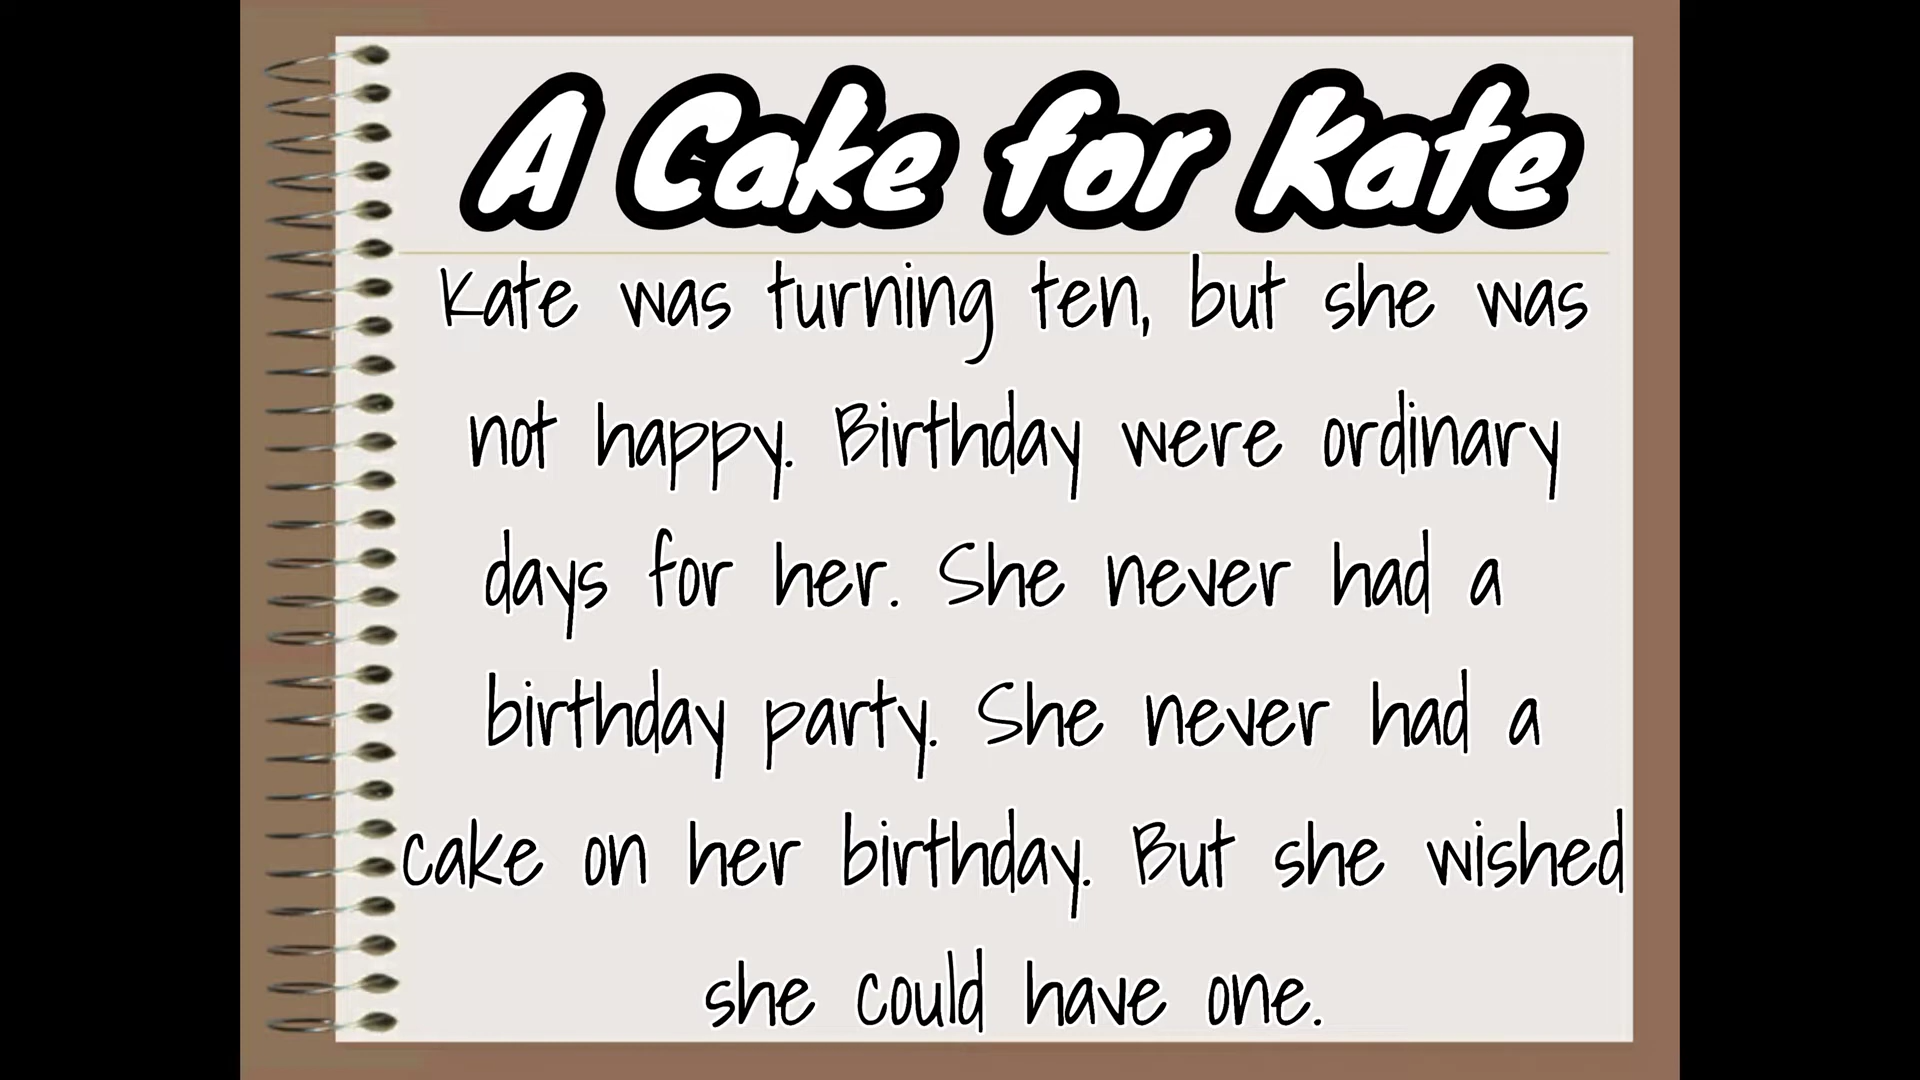 A Cake for Kate
Kate was turning ten, but she was
not happy. Birthday were ordinary
days for her. She never had a
birthday party. She never had a
cake on her birthday. But she wished
she could have one.